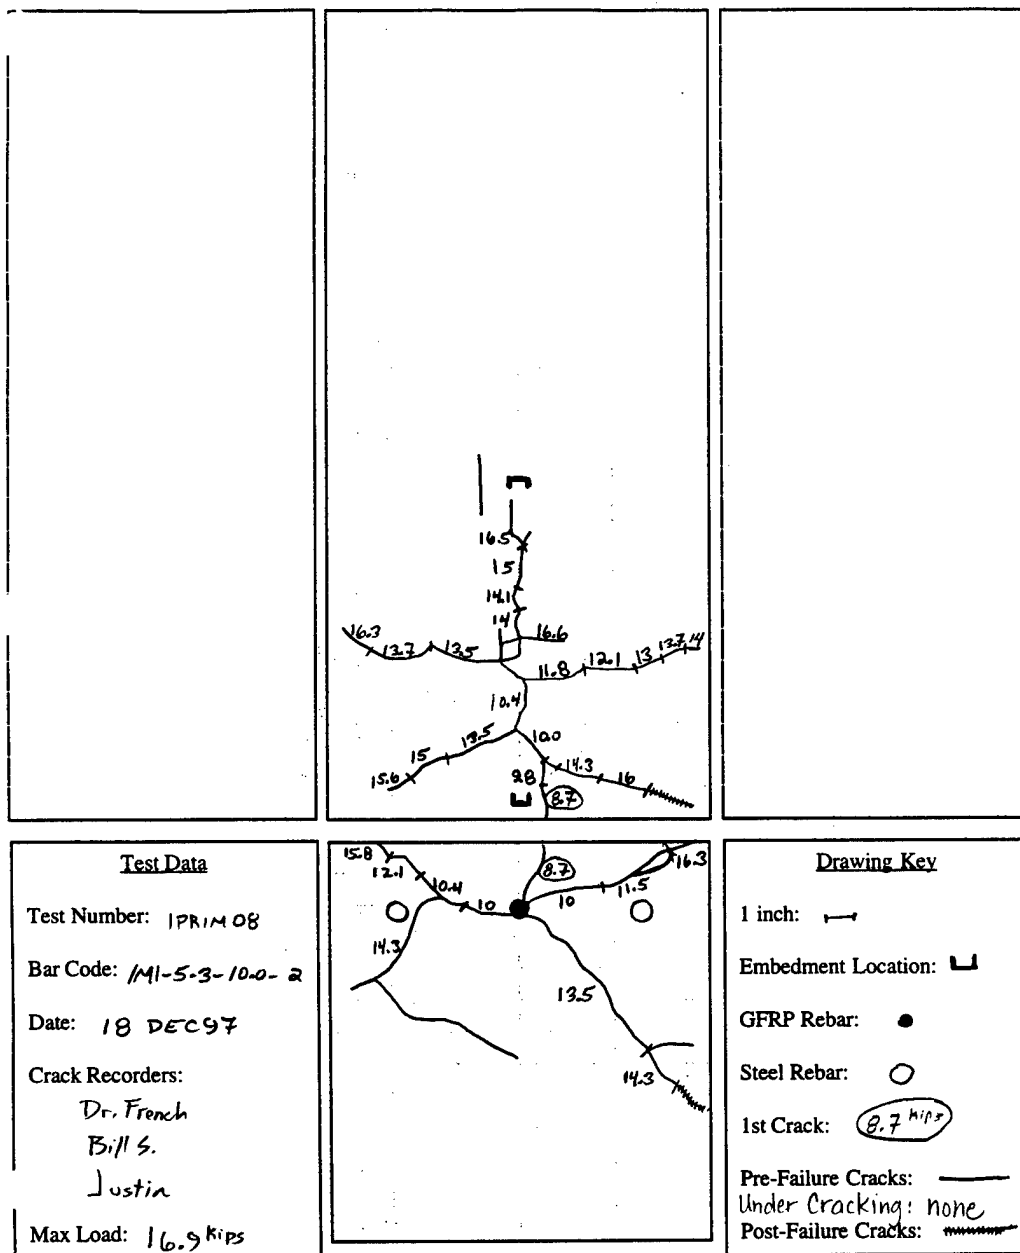 16.5
15
14.1
14
16.3
13.7
13.5
16.6
11.8
12.1
13
13.7
14
10.4
13.5
15
15.6
10.0
14.3
16
8.7
Test Data
Test Number: 1PRIM08
Bar Code: 1M1-5.3-10.0-2
Date: 18 DEC97
Crack Recorders:
Dr. French
Bill S.
Justin
Max Load: 16.9 kips
15.8
12.1
10.4
10
8.7
10
11.5
16.3
14.3
13.5
14.3
Drawing Key
1 inch:
Embedment Location:
GFRP Rebar:
Steel Rebar:
1st Crack: 8.7 kips
Pre-Failure Cracks:
Under Cracking: none
Post-Failure Cracks: